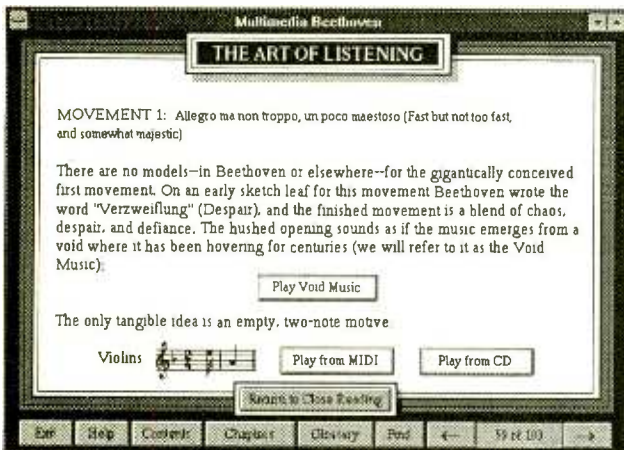 Multimedia Beethoven
THE ART OF LISTENING
MOVEMENT 1: Allegro ma non troppo, un poco maestoso (Fast but not too fast,
and somewhat majestic)
There are no models—in Beethoven or elsewhere--for the gigantically conceived
first movement. On an early sketch leaf for this movement Beethoven wrote the
word "Verzweiflung" (Despair), and the finished movement is a blend of chaos,
despair, and defiance. The hushed opening sounds as if the music emerges from a
void where it has been hovering for centuries (we will refer to it as the Void
Music).
Play Void Music
The only tangible idea is an empty, two-note motive
Violins
Play from MIDI
Play from CD
Return to Close Reading
Exit Help Contents Chapters Glossary Find ← 59 of 103 →